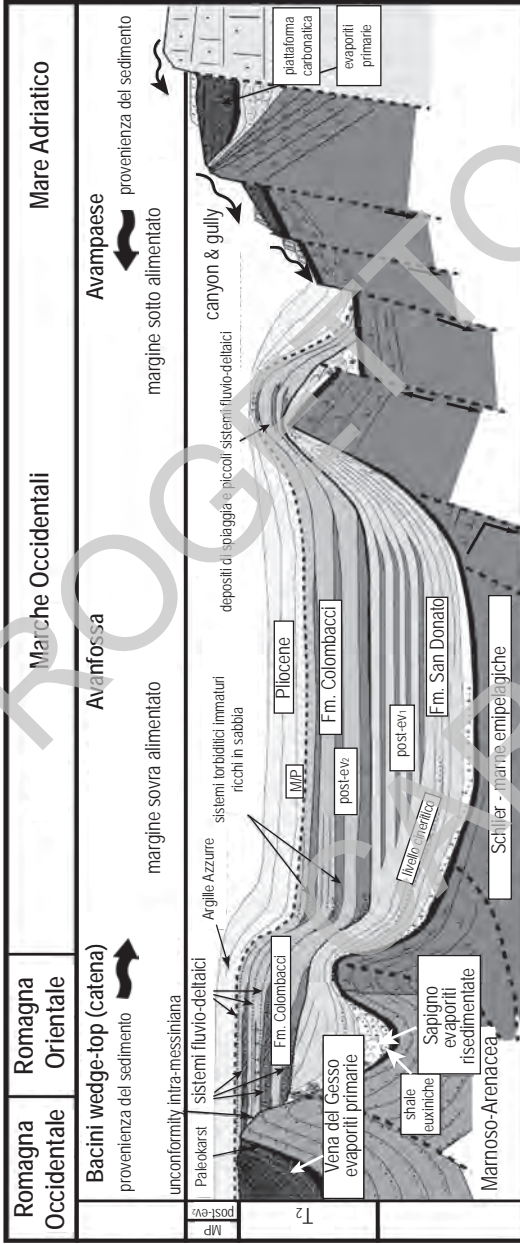 Romagna
Occidentale
Romagna
Orientale
Marche Occidentali
Mare Adriatico
Bacini wedge-top (catena)
provenienza del sedimento
Avanfossa
margine sovra alimentato
Avampaese
margine sotto alimentato
provenienza del sedimento
unconformity intra-messiniana
Paleokarst
sistemi fluvio-deltaici
Argille Azzurre
sistemi torbiditici immaturi
ricchi in sabbia
depositi di spiaggia e piccoli sistemi fluvio-deltaici
canyon & gully
piattaforma
carbonatica
evaporiti
primarie
MP
post-ev2
T2
Fm. Colombacci
Pliocene
M/P
Fm. Colombacci
post-ev2
post-ev1
Fm. San Donato
livello cineritico
Vena del Gesso
evaporiti primarie
shale
euxiniche
Sapigno
evaporiti
risedimentate
Marnoso-Arenacea
Schlier - marne emipelagiche